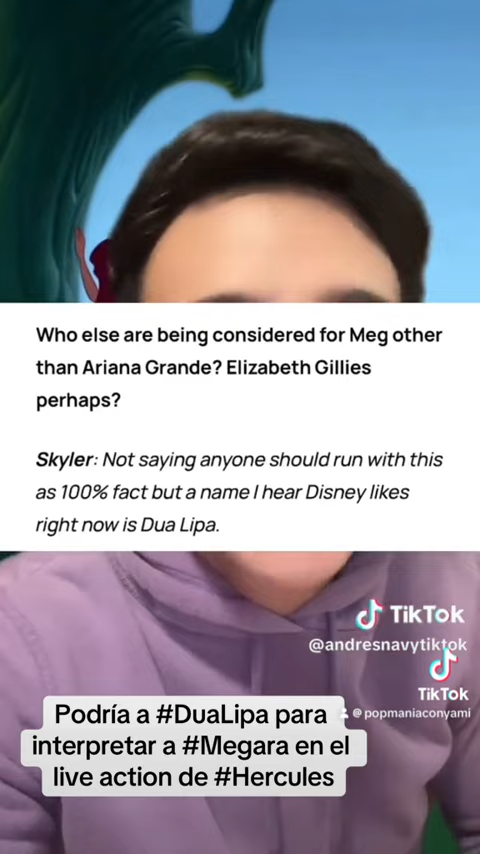 Who else are being considered for Meg other
than Ariana Grande? Elizabeth Gillies
perhaps?
Skyler: Not saying anyone should run with this
as 100% fact but a name I hear Disney likes
right now is Dua Lipa.
TikTok
@andresnavytiktok
TikTok
@popmaniaconyami
Podría a #DuaLipa para
interpretar a #Megara en el
live action de #Hercules